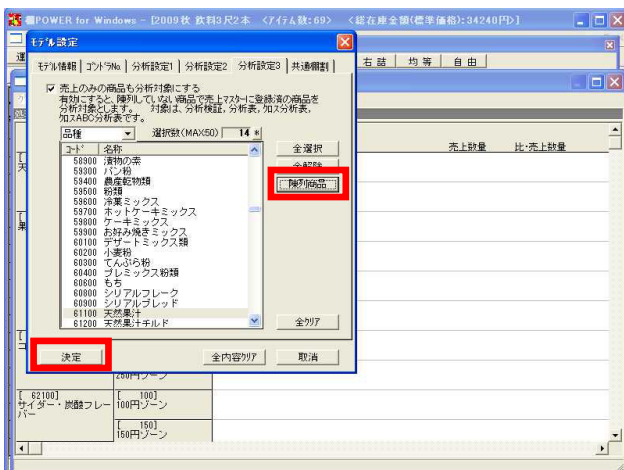 棚POWER for Windows - [2009秋 飲料3尺2本 <アイテム数:69> <総在庫金額(標準価格):34240円>]
モデル設定
モデル情報 コンドラNo. 分析設定1 分析設定2 分析設定3 共通棚割
右詰 均等 自由
売上のみの商品も分析対象にする
有効にすると、陳列していない商品で売上マスターに登録済の商品を
分析対象とします。 対象は、分析検証、分析表、クロス分析表、
クロスABC分析表です。
品種 選択数(MAX50) 14
コード 名称
58900 漬物の素
59300 パン粉
59400 農産乾物類
59500 粉類
59600 冷菓ミックス
59700 ホットケーキミックス
59800 ケーキミックス
59900 お好み焼きミックス
60100 デザートミックス類
60200 小麦粉
60300 てんぷら粉
60400 プレミックス粉類
60600 もち
60800 シリアルフレーク
60900 シリアルブレッド
61100 天然果汁
61200 天然果汁チルド
全選択
陳列商品
全クリア
決定 全内容クリア 取消
売上数量 比・売上数量
[ 62100]
サイダー・炭酸フレーバー
[ 100]
100円ゾーン
[ 150]
150円ゾーン